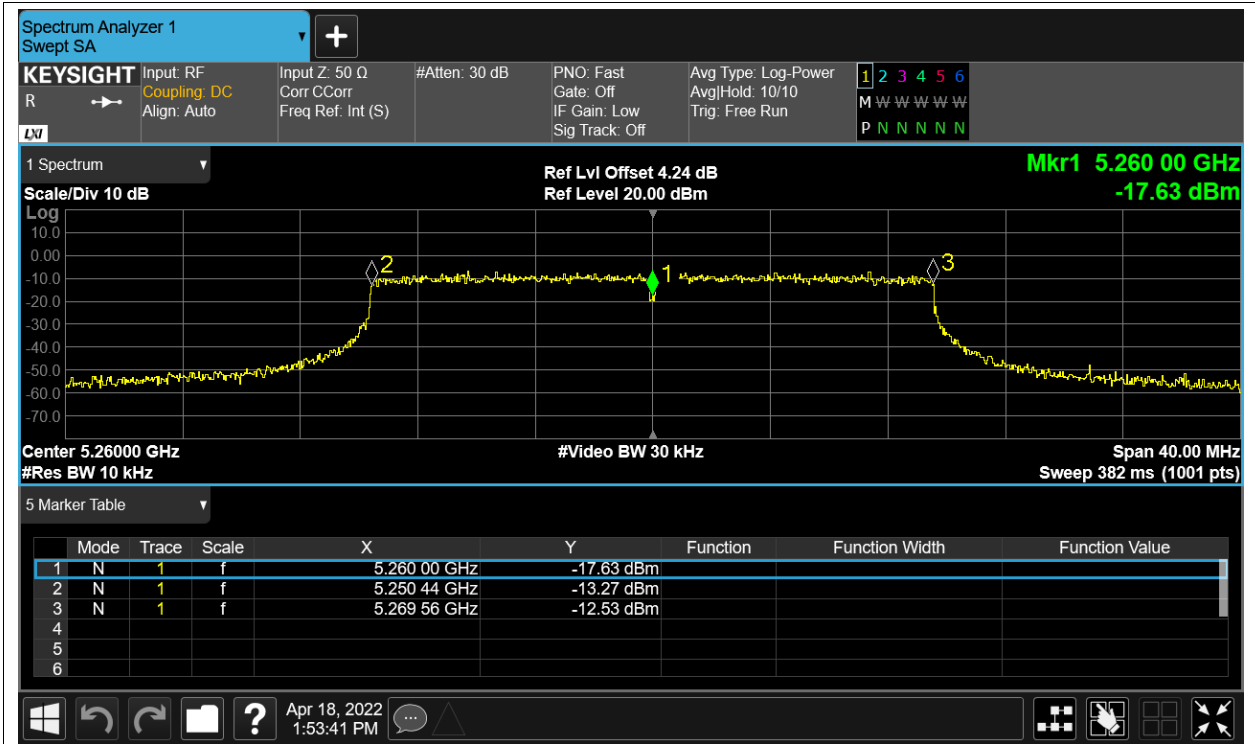 Spectrum Analyzer 1
Swept SA
KEYSIGHT
R
LXI
Input: RF
Coupling: DC
Align: Auto
Input Z: 50 Ω
Corr CCorr
Freq Ref: Int (S)
#Atten: 30 dB
PNO: Fast
Gate: Off
IF Gain: Low
Sig Track: Off
Avg Type: Log-Power
Avg|Hold: 10/10
Trig: Free Run
1 2 3 4 5 6
M W W W W W
P N N N N N
1 Spectrum
Scale/Div 10 dB
Ref Lvl Offset 4.24 dB
Ref Level 20.00 dBm
Mkr1 5.260 00 GHz
-17.63 dBm
Log
10.0
0.00
-10.0
-20.0
-30.0
-40.0
-50.0
-60.0
-70.0
2
1
3
Center 5.26000 GHz
#Video BW 30 kHz
Span 40.00 MHz
#Res BW 10 kHz
Sweep 382 ms (1001 pts)
5 Marker Table
Mode Trace Scale X Y Function Function Width Function Value
1 N 1 f 5.260 00 GHz -17.63 dBm
2 N 1 f 5.250 44 GHz -13.27 dBm
3 N 1 f 5.269 56 GHz -12.53 dBm
4
5
6
?
Apr 18, 2022
1:53:41 PM